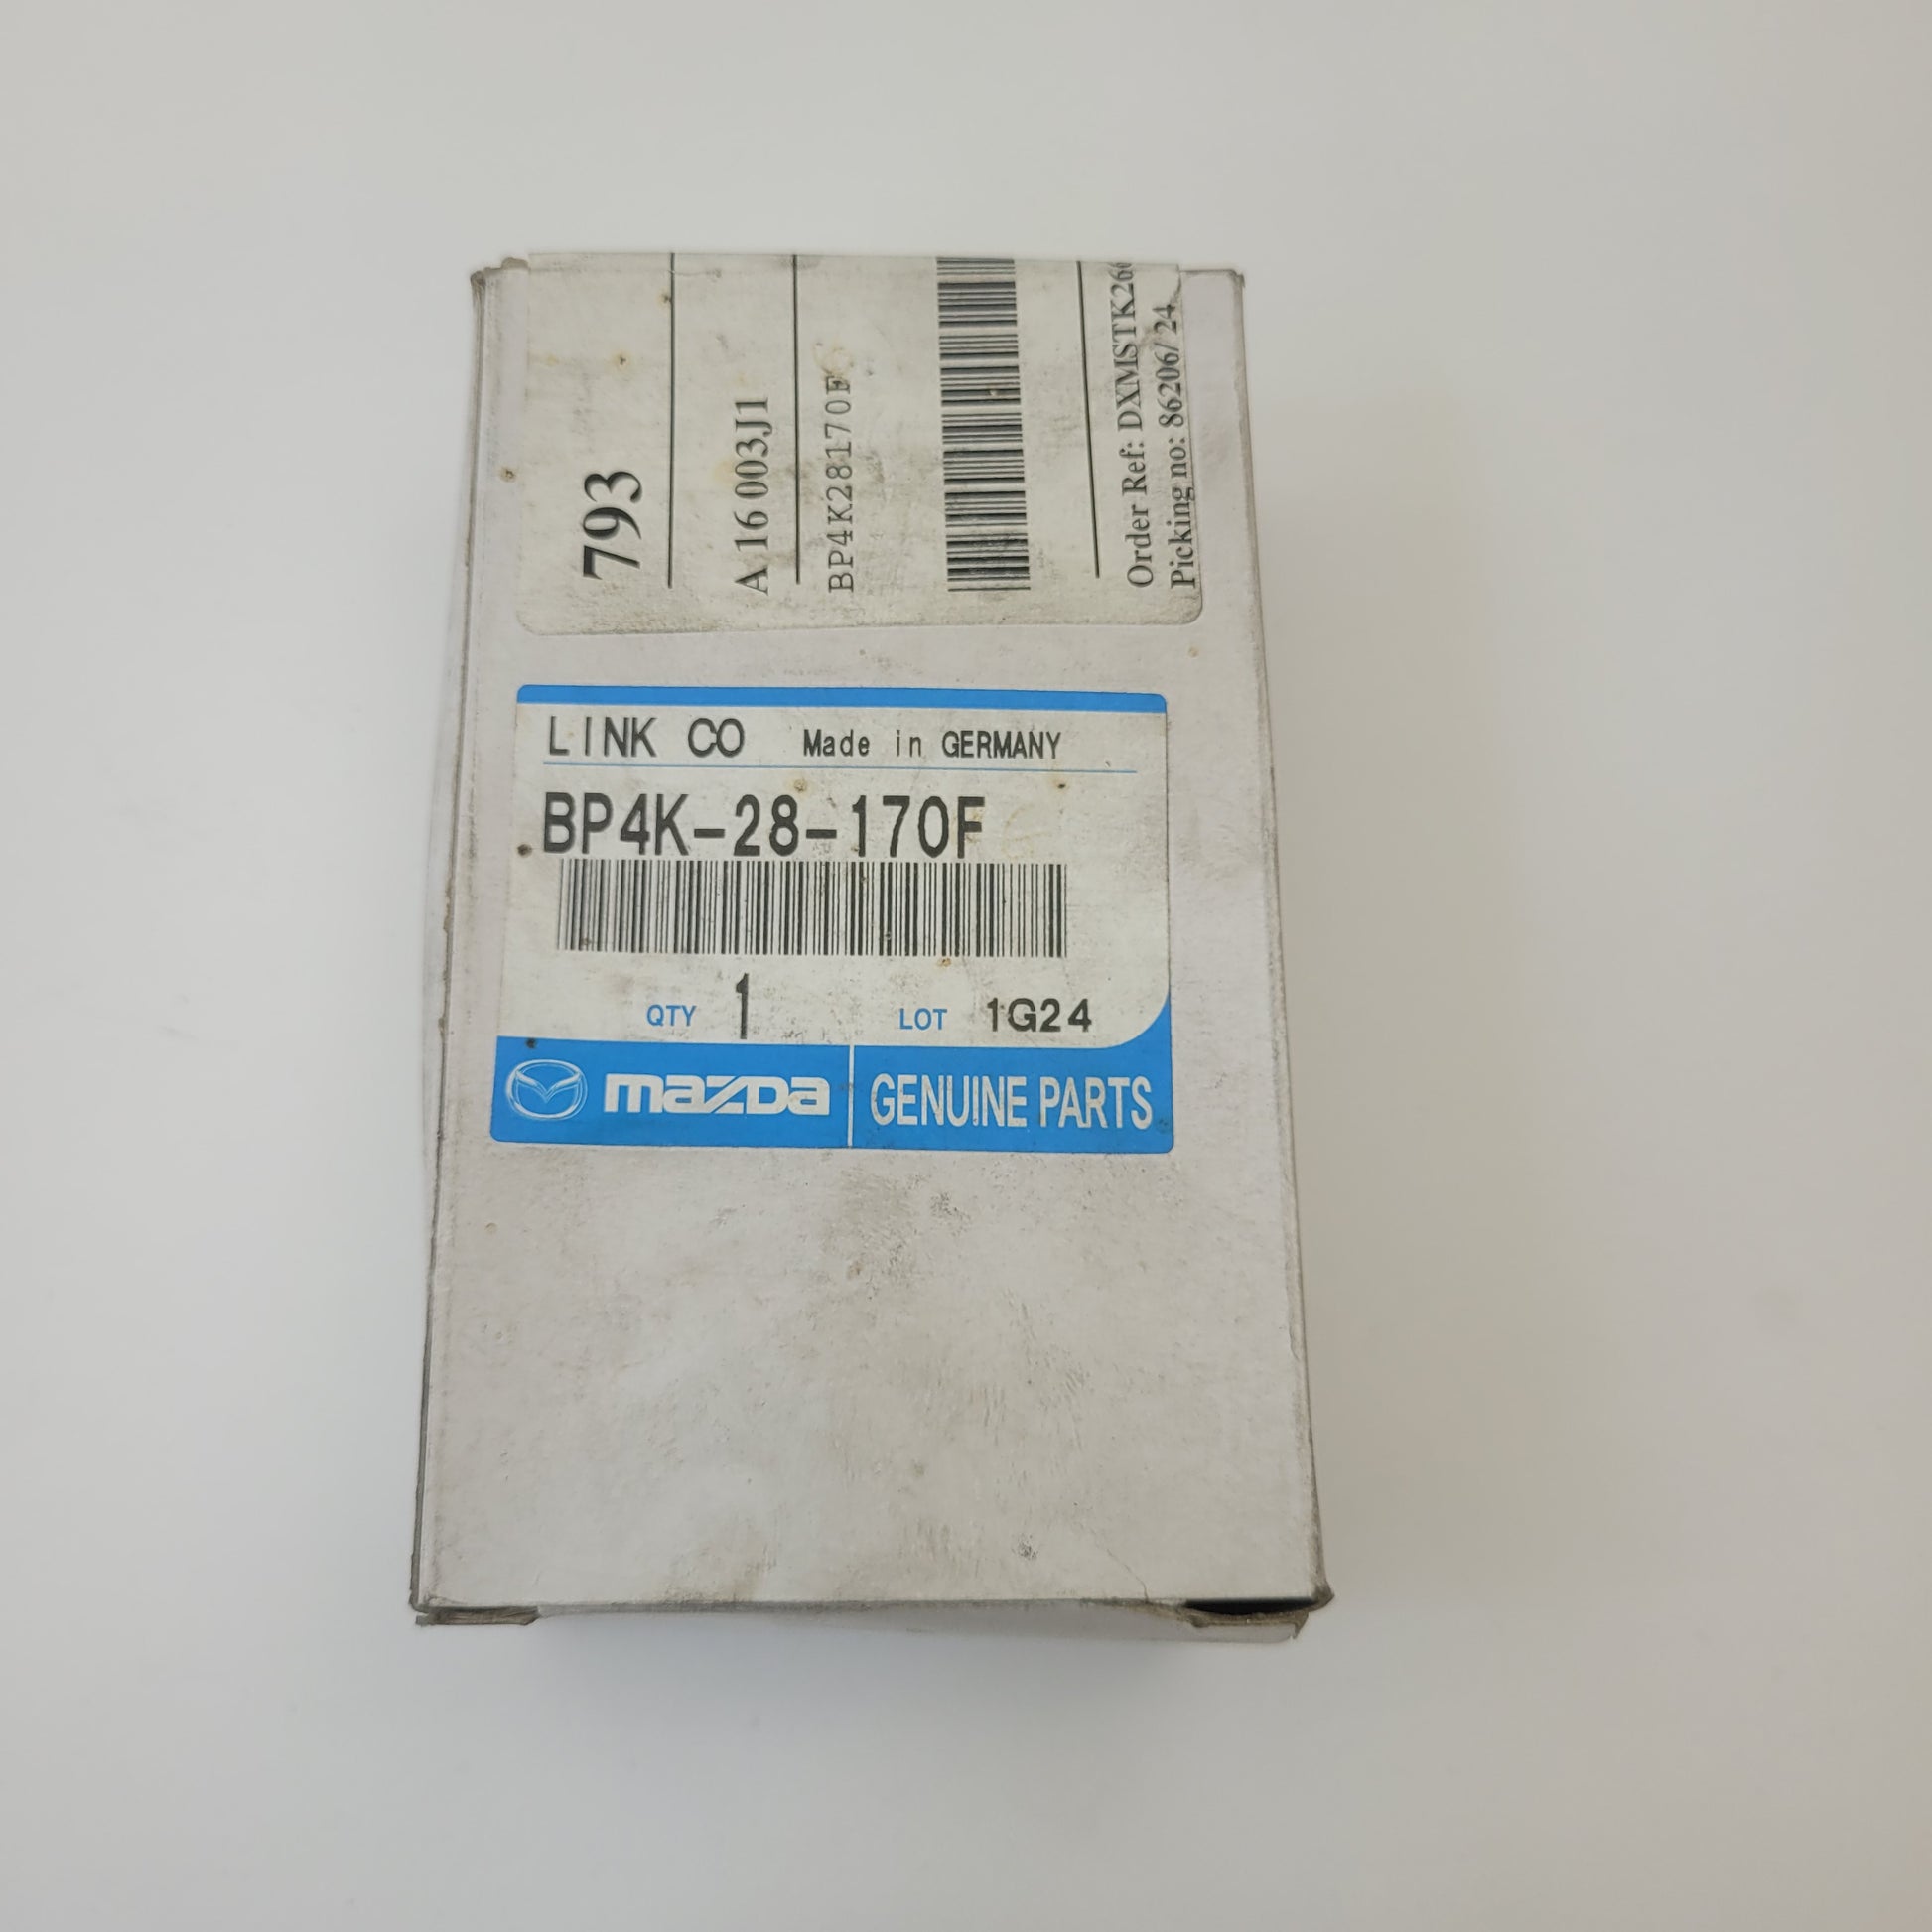 793
A 16 003J1
BP4K28170F
Order Ref: DXMSTK26
Picking no: 86206/ 24
LINK CO Made in GERMANY
BP4K-28-170F
QTY 1 LOT 1G24
mazda GENUINE PARTS